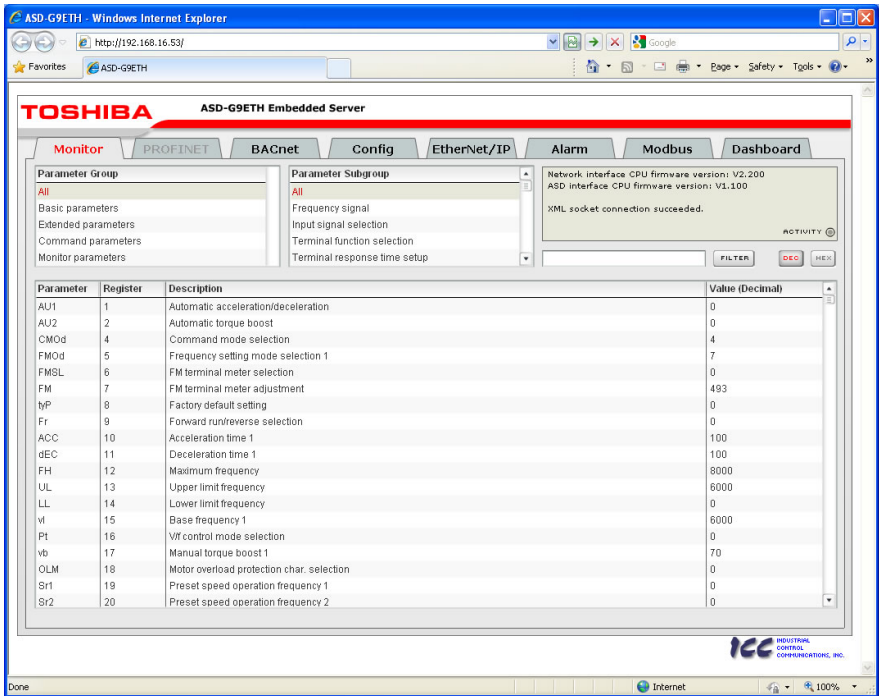 ASD-G9ETH - Windows Internet Explorer
http://192.168.16.53/
Google
Favorites
ASD-G9ETH
Page
Safety
Tools
»
TOSHIBA
ASD-G9ETH Embedded Server
Monitor PROFINET BACnet Config EtherNet/IP Alarm Modbus Dashboard
Parameter Group
All
Basic parameters
Extended parameters
Command parameters
Monitor parameters
Parameter Subgroup
All
Frequency signal
Input signal selection
Terminal function selection
Terminal response time setup
Network interface CPU firmware version: V2.200
ASD interface CPU firmware version: V1.100
XML socket connection succeeded.
ACTIVITY
FILTER DEC HEX
Parameter Register Description Value (Decimal)
AU1 1 Automatic acceleration/deceleration 0
AU2 2 Automatic torque boost 0
CMOd 4 Command mode selection 4
FMOd 5 Frequency setting mode selection 1 7
FMSL 6 FM terminal meter selection 0
FM 7 FM terminal meter adjustment 493
tyP 8 Factory default setting 0
Fr 9 Forward run/reverse selection 0
ACC 10 Acceleration time 1 100
dEC 11 Deceleration time 1 100
FH 12 Maximum frequency 8000
UL 13 Upper limit frequency 6000
LL 14 Lower limit frequency 0
vl 15 Base frequency 1 6000
Pt 16 V/f control mode selection 0
vb 17 Manual torque boost 1 70
OLM 18 Motor overload protection char. selection 0
Sr1 19 Preset speed operation frequency 1 0
Sr2 20 Preset speed operation frequency 2 0
ICC INDUSTRIAL
CONTROL
COMMUNICATIONS, INC.
Done
Internet
100%